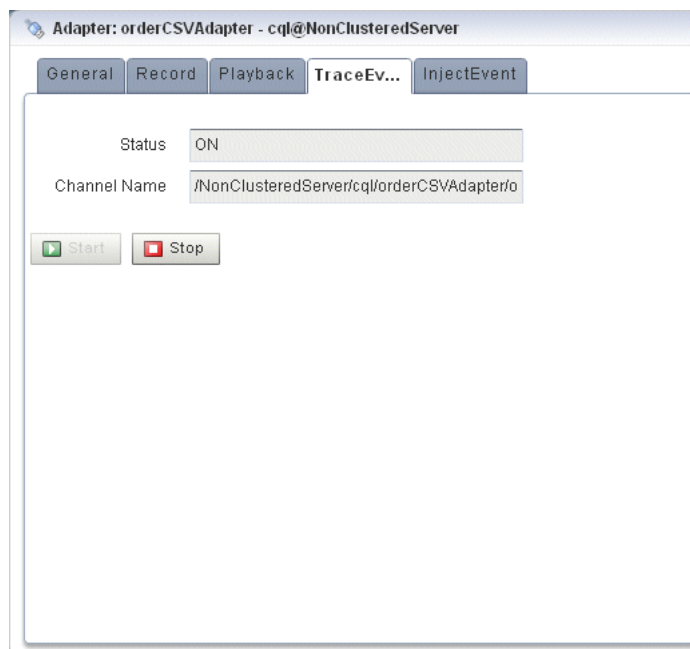 Adapter: orderCSVAdapter - cql@NonClusteredServer
General Record Playback TraceEv... InjectEvent
Status ON
Channel Name /NonClusteredServer/cql/orderCSVAdapter/o
Start Stop